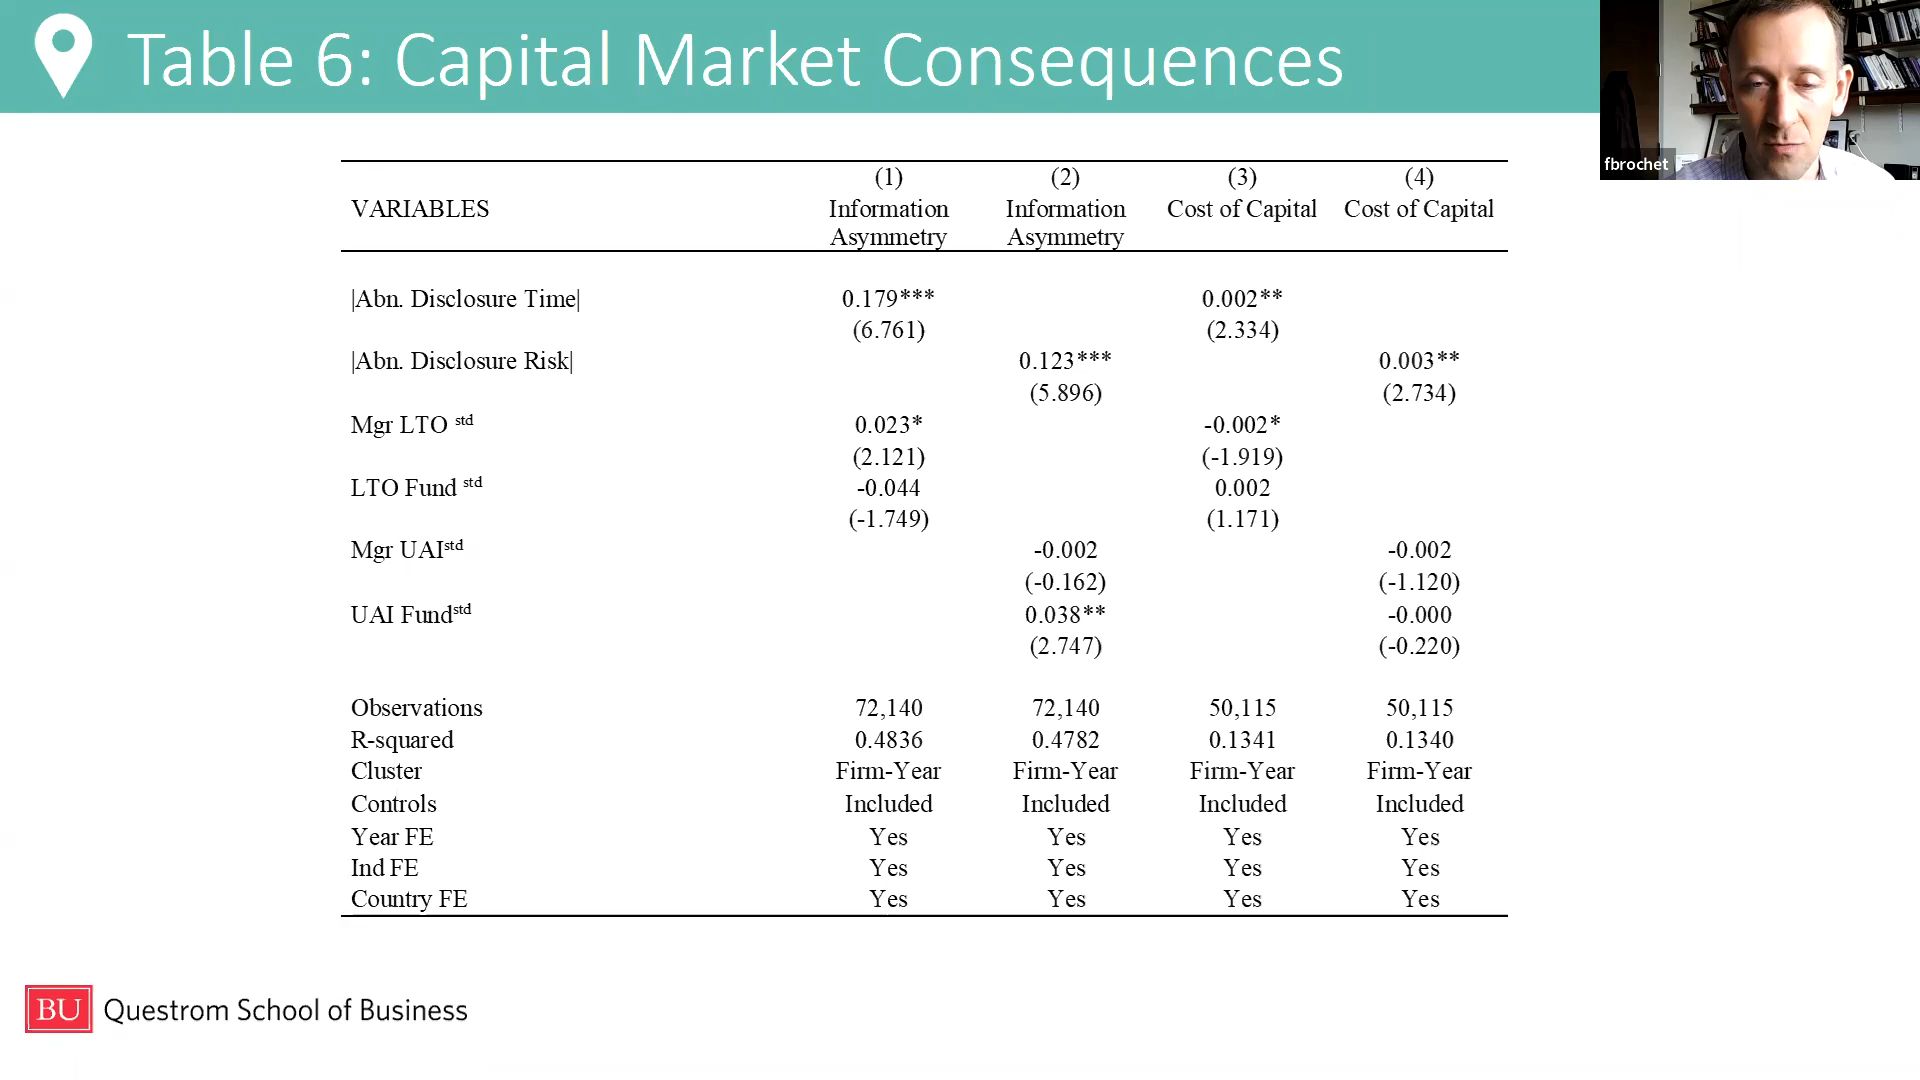 Table 6: Capital Market Consequences
fbrochet
(1) (2) (3) (4)
VARIABLES Information Information Cost of Capital Cost of Capital
Asymmetry Asymmetry
|Abn. Disclosure Time| 0.179*** 0.002**
(6.761) (2.334)
|Abn. Disclosure Risk| 0.123*** 0.003**
(5.896) (2.734)
Mgr LTO std 0.023* -0.002*
(2.121) (-1.919)
LTO Fund std -0.044 0.002
(-1.749) (1.171)
Mgr UAIstd -0.002 -0.002
(-0.162) (-1.120)
UAI Fundstd 0.038** -0.000
(2.747) (-0.220)
Observations 72,140 72,140 50,115 50,115
R-squared 0.4836 0.4782 0.1341 0.1340
Cluster Firm-Year Firm-Year Firm-Year Firm-Year
Controls Included Included Included Included
Year FE Yes Yes Yes Yes
Ind FE Yes Yes Yes Yes
Country FE Yes Yes Yes Yes
BU Questrom School of Business